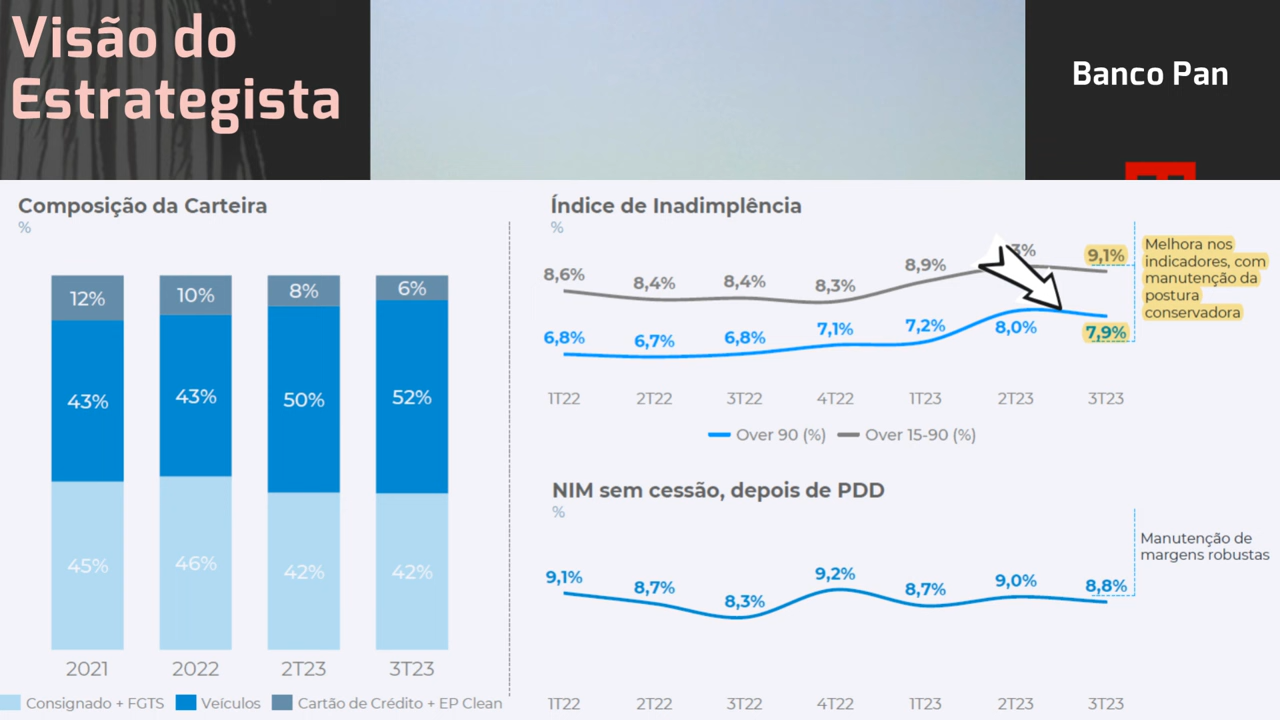 Visão do
Estrategista
Banco Pan
Composição da Carteira
%
12%
10%
8%
6%
43%
43%
50%
52%
45%
46%
42%
42%
2021
2022
2T23
3T23
Consignado + FGTS
Veículos
Cartão de Crédito + EP Clean
Índice de Inadimplência
%
8,6%
8,4%
8,4%
8,3%
8,9%
3%
9,1%
6,8%
6,7%
6,8%
7,1%
7,2%
8,0%
7,9%
1T22
2T22
3T22
4T22
1T23
2T23
3T23
Over 90 (%)
Over 15-90 (%)
Melhora nos
indicadores, com
manutenção da
postura
conservadora
NIM sem cessão, depois de PDD
%
9,1%
8,7%
8,3%
9,2%
8,7%
9,0%
8,8%
1T22
2T22
3T22
4T22
1T23
2T23
3T23
Manutenção de
margens robustas